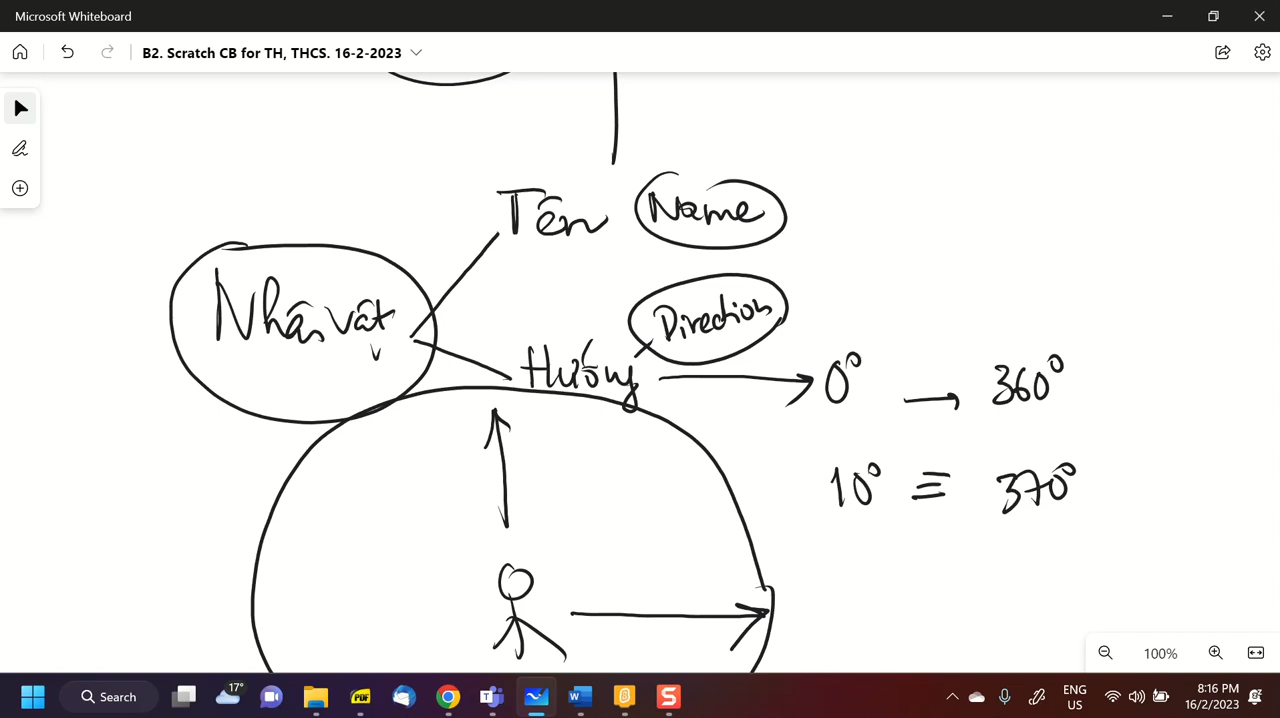 Microsoft Whiteboard
B2. Scratch CB for TH, THCS. 16-2-2023
Tên Name
Nhân vật
Direction
Hướng 0° → 360°
10° ≡ 370°
100%
Search
17°
PDF
W
S
ENG
US
8:16 PM
16/2/2023